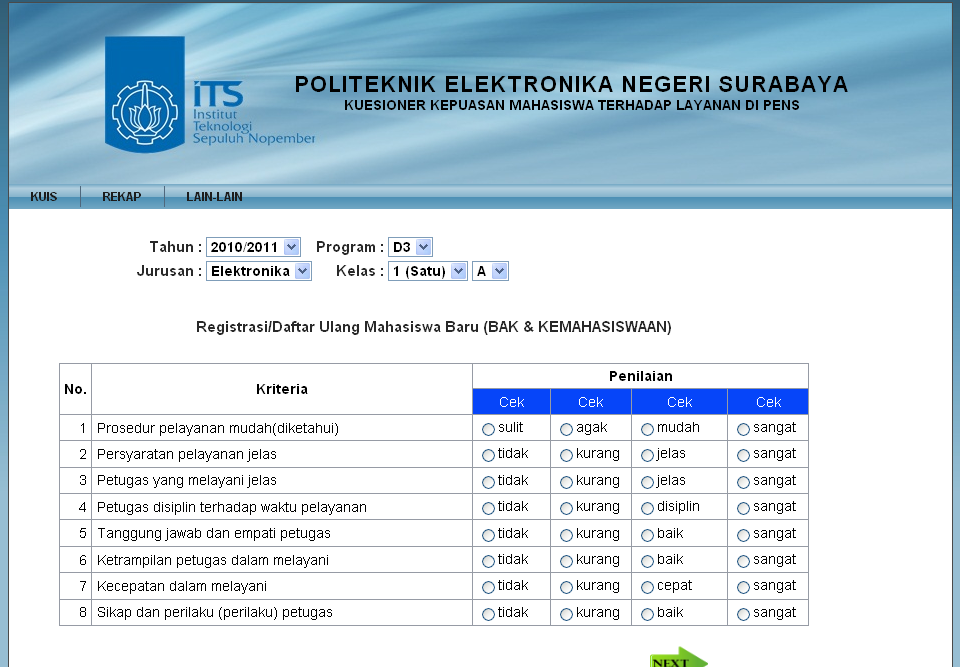 ITS
Institut
Teknologi
Sepuluh Nopember
POLITEKNIK ELEKTRONIKA NEGERI SURABAYA
KUESIONER KEPUASAN MAHASISWA TERHADAP LAYANAN DI PENS
KUIS REKAP LAIN-LAIN
Tahun : 2010/2011 Program : D3
Jurusan : Elektronika Kelas : 1 (Satu) A
Registrasi/Daftar Ulang Mahasiswa Baru (BAK & KEMAHASISWAAN)
No. Kriteria Penilaian
Cek Cek Cek Cek
1 Prosedur pelayanan mudah(diketahui) sulit agak mudah sangat
2 Persyaratan pelayanan jelas tidak kurang jelas sangat
3 Petugas yang melayani jelas tidak kurang jelas sangat
4 Petugas disiplin terhadap waktu pelayanan tidak kurang disiplin sangat
5 Tanggung jawab dan empati petugas tidak kurang baik sangat
6 Ketrampilan petugas dalam melayani tidak kurang baik sangat
7 Kecepatan dalam melayani tidak kurang cepat sangat
8 Sikap dan perilaku (perilaku) petugas tidak kurang baik sangat
NEXT